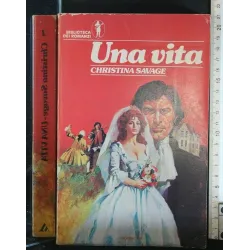 BIBLIOTECA
DEI ROMANZI
Una vita
CHRISTINA SAVAGE
Christina Savage - UNA VITA